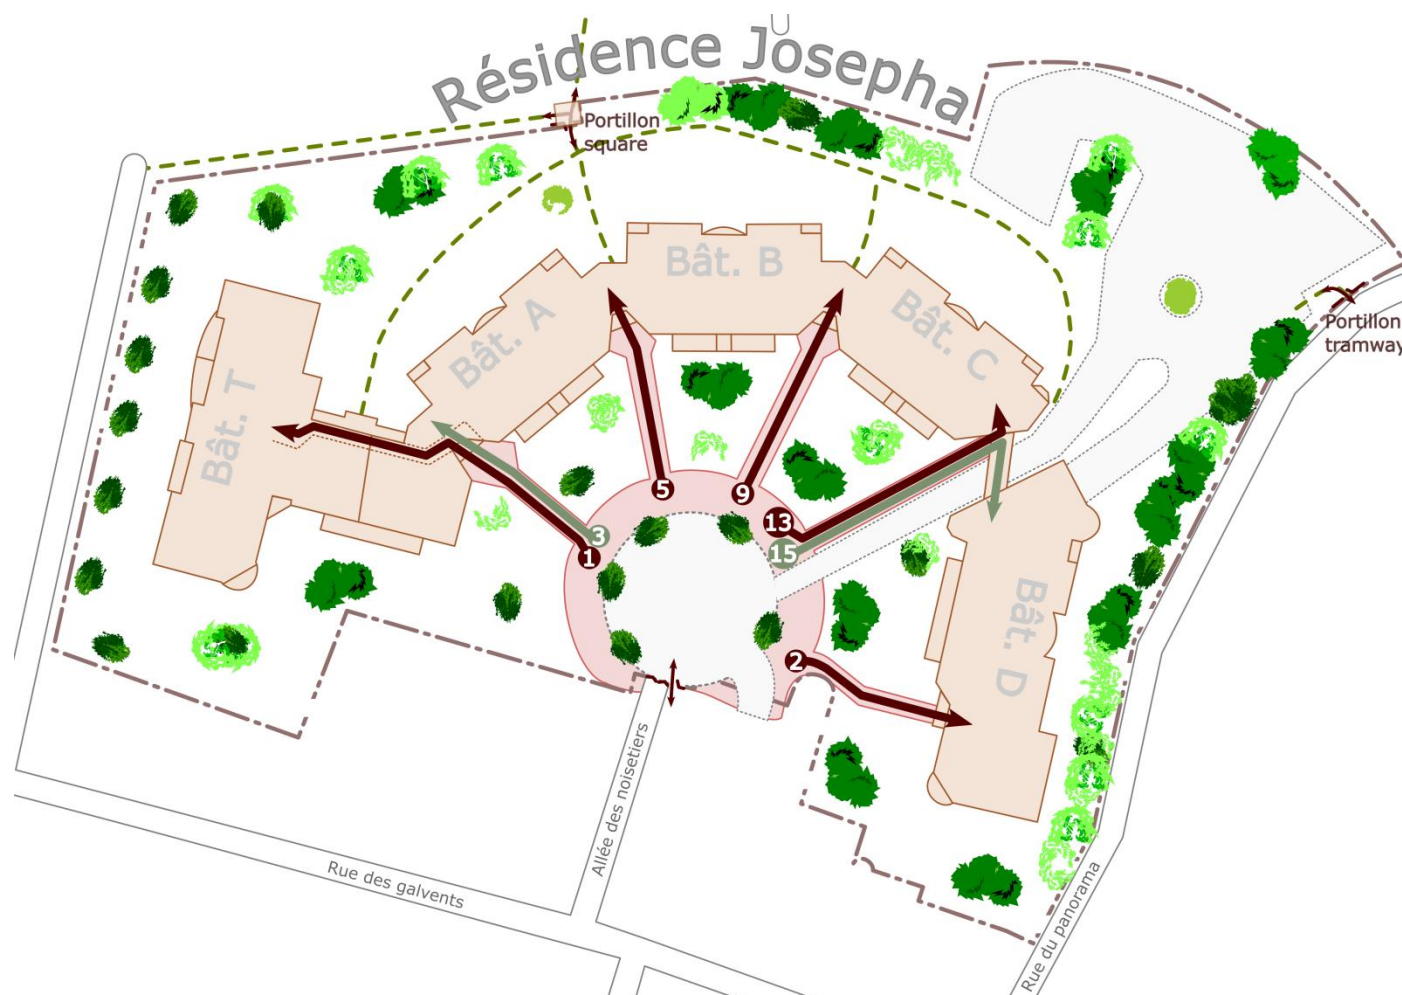 Résidence Josepha
Portillon
square
Bât. B
Bât. A
Bât. C
Portillon
tramway
Bât. T
5
9
13
3
15
1
Bât. D
2
Allée des noisetiers
Rue des galvents
Rue du panorama